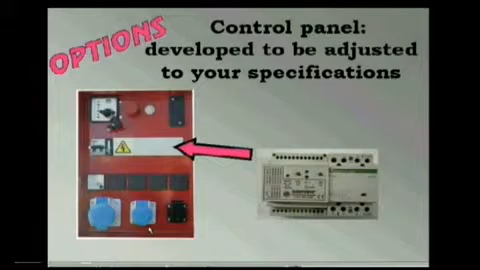 OPTIONS
Control panel:
developed to be adjusted
to your specifications